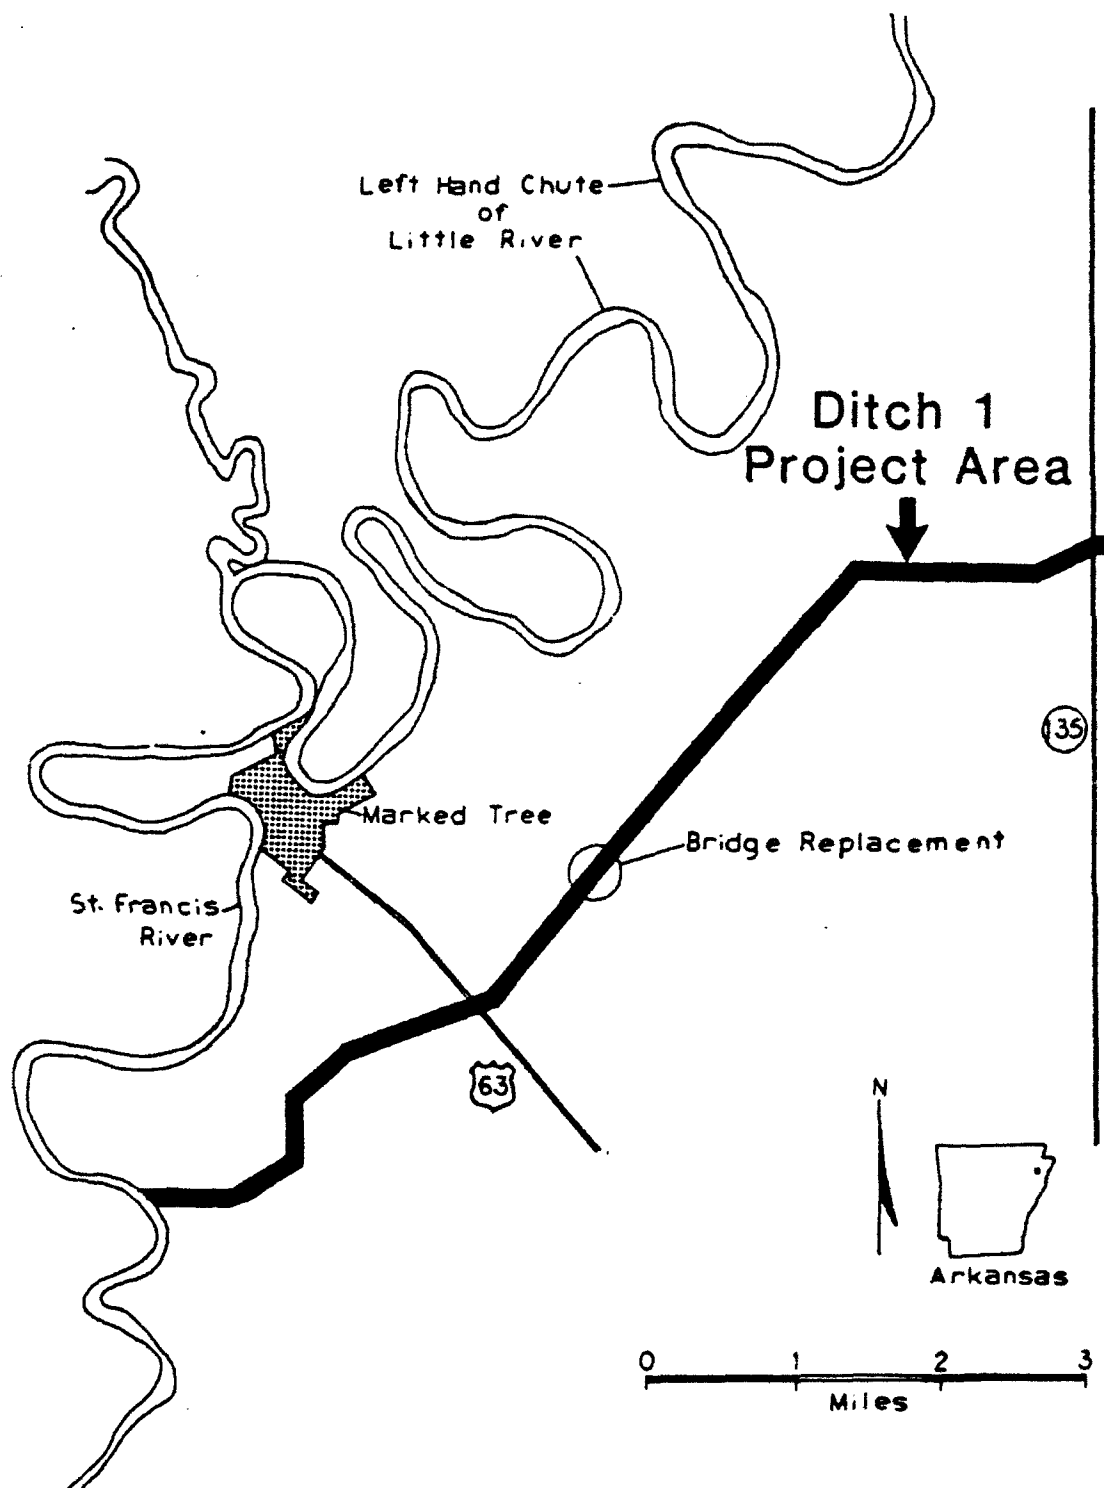 Left Hand Chute
of
Little River
Ditch 1
Project Area
135
Marked Tree
Bridge Replacement
St. Francis
River
63
N
Arkansas
0 1 2 3
Miles